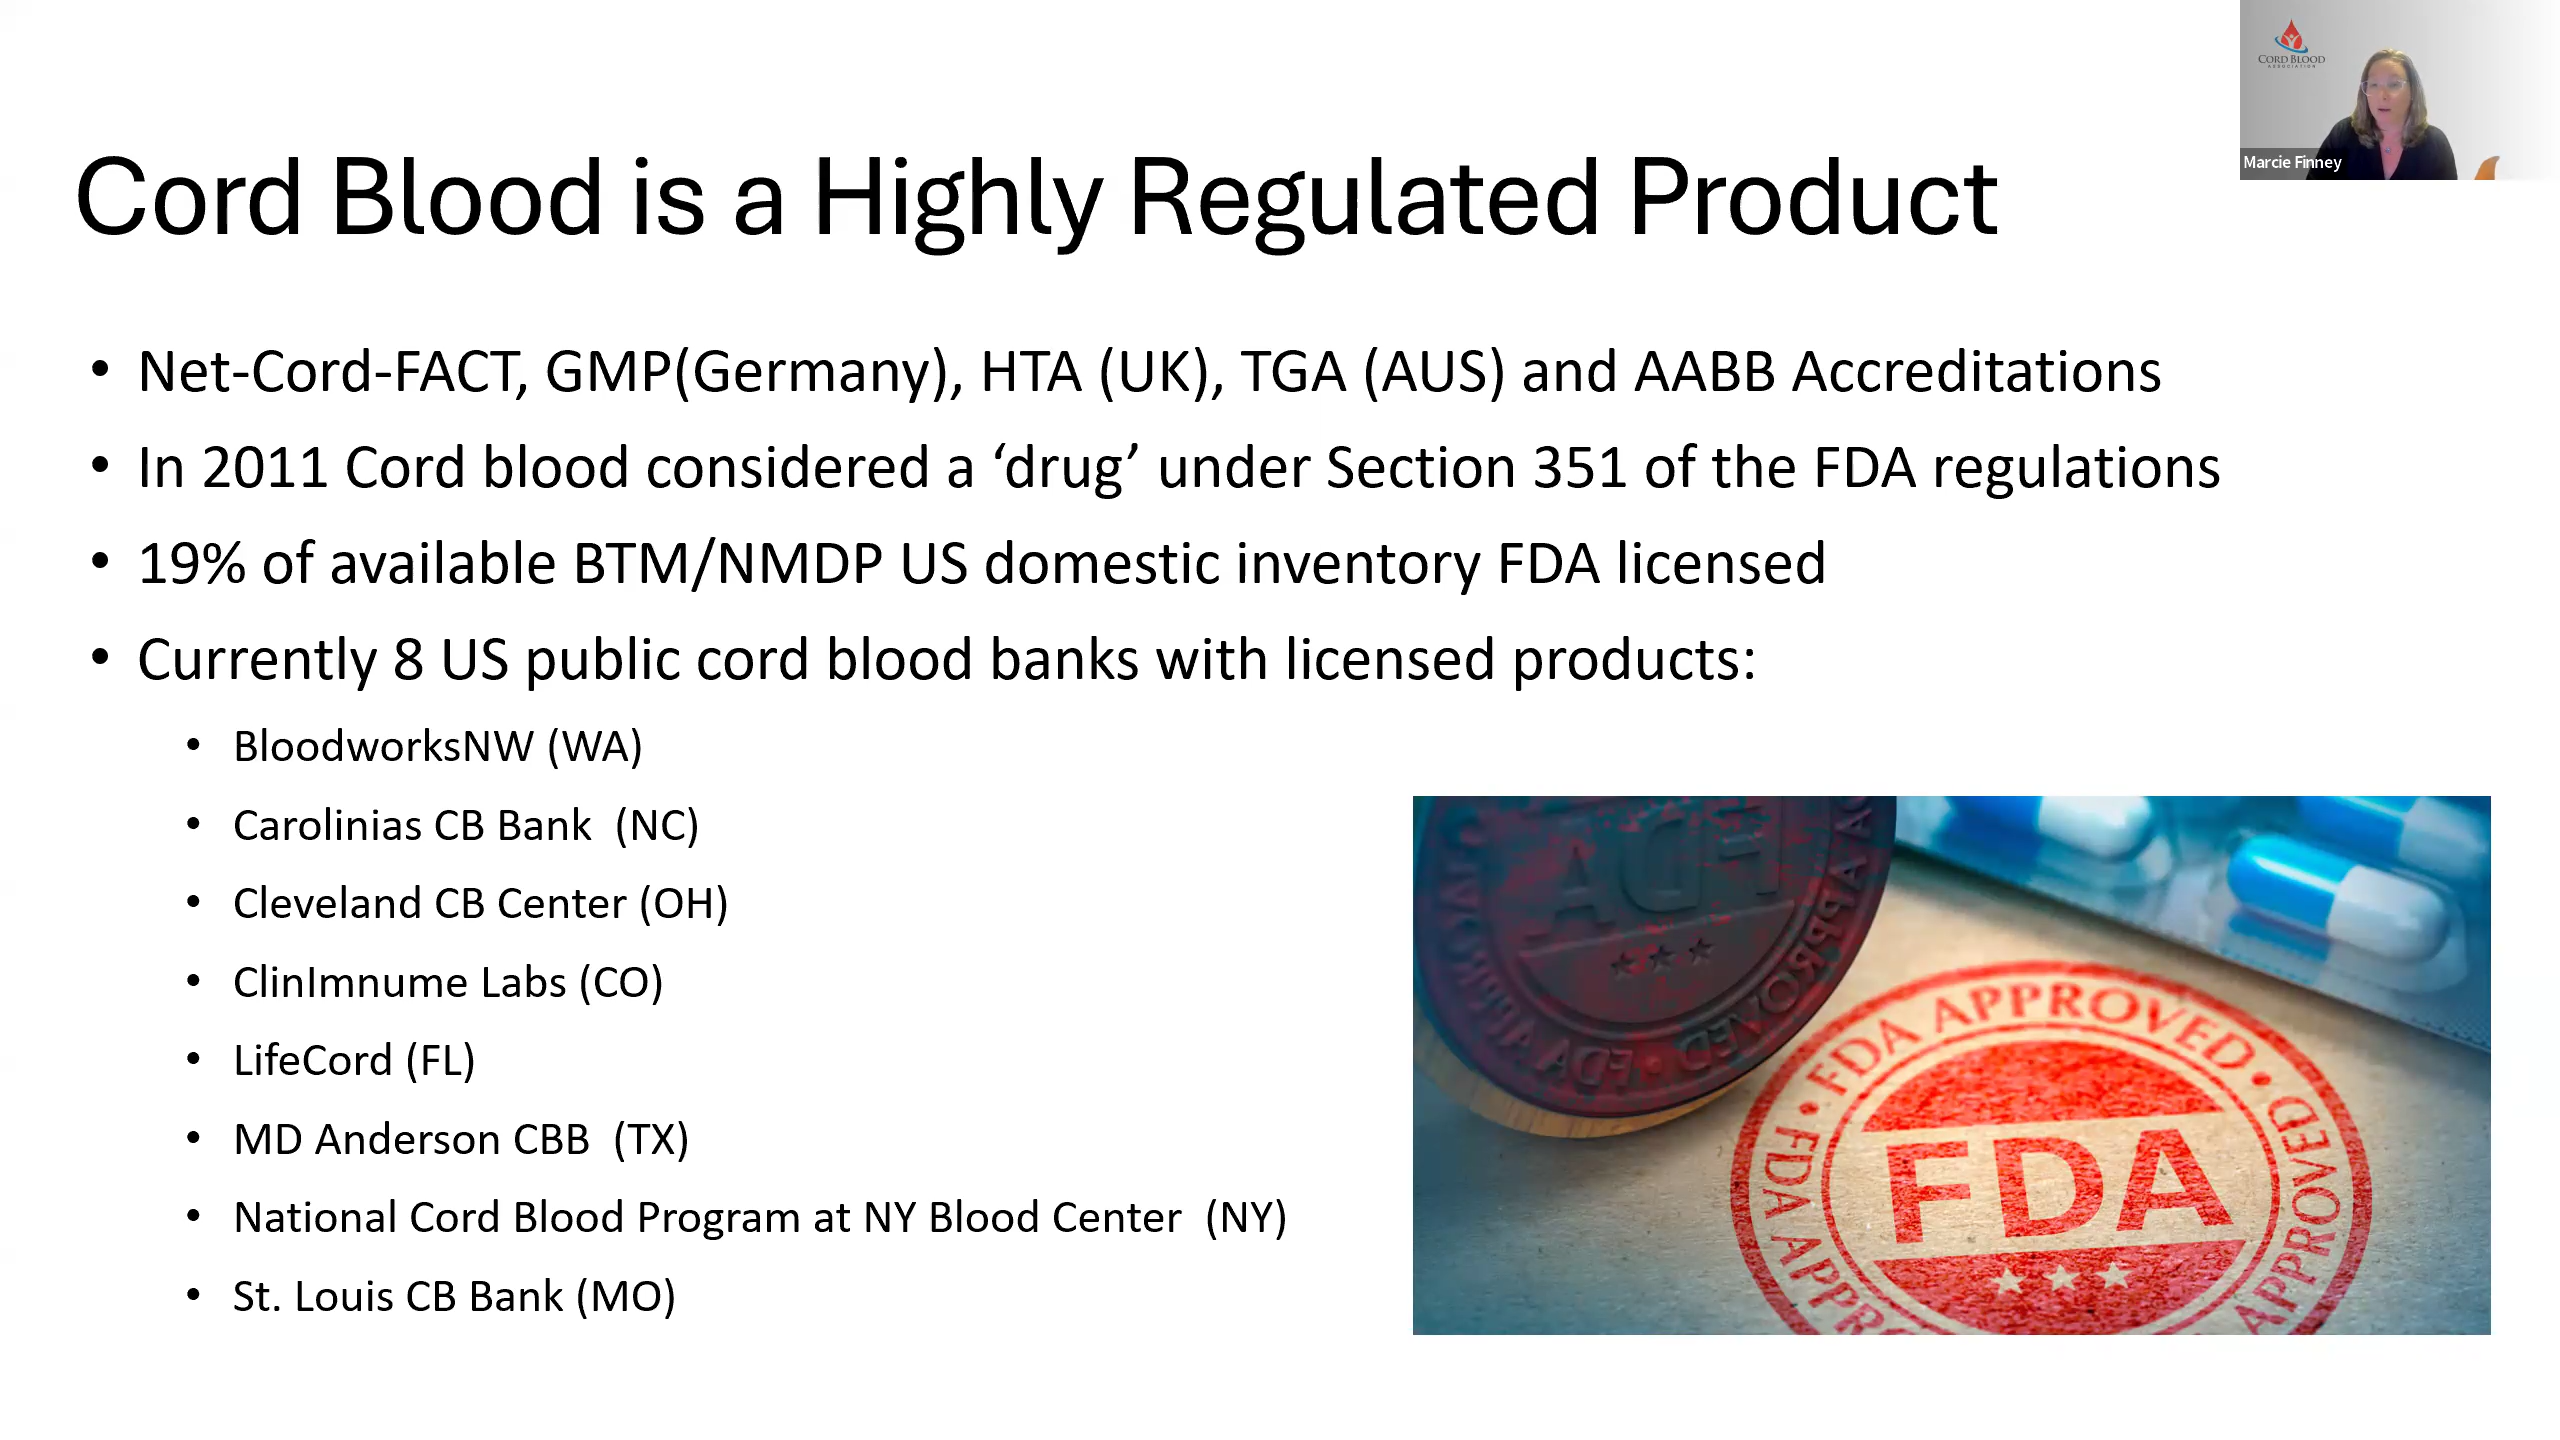 CORD BLOOD
ASSOCIATION
Marcie Finney
Cord Blood is a Highly Regulated Product
• Net-Cord-FACT, GMP(Germany), HTA (UK), TGA (AUS) and AABB Accreditations
• In 2011 Cord blood considered a ‘drug’ under Section 351 of the FDA regulations
• 19% of available BTM/NMDP US domestic inventory FDA licensed
• Currently 8 US public cord blood banks with licensed products:
• BloodworksNW (WA)
• Carolinias CB Bank (NC)
• Cleveland CB Center (OH)
• ClinImnume Labs (CO)
• LifeCord (FL)
• MD Anderson CBB (TX)
• National Cord Blood Program at NY Blood Center (NY)
• St. Louis CB Bank (MO)
FDA
FDA APPROVED
• FDA APPROVED •
FDA
FDA APPR
APPROVED